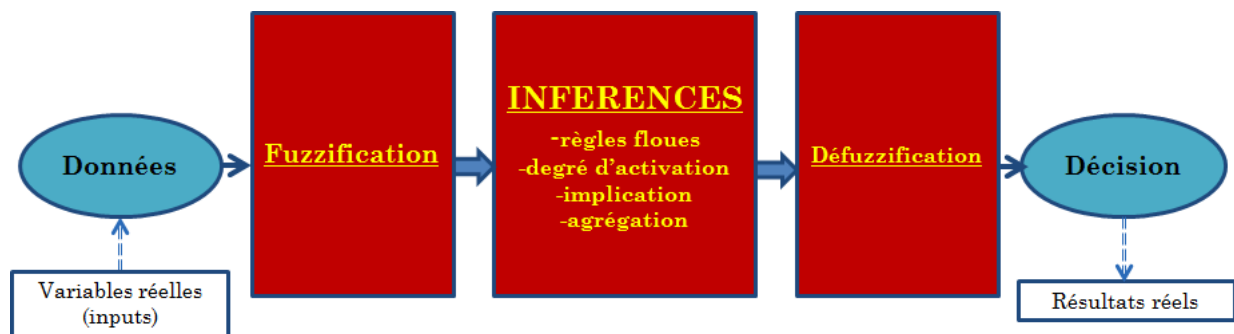 Données
Variables réelles
(inputs)
Fuzzification
INFERENCES
-règles floues
-degré d'activation
-implication
-agrégation
Défuzzification
Décision
Résultats réels